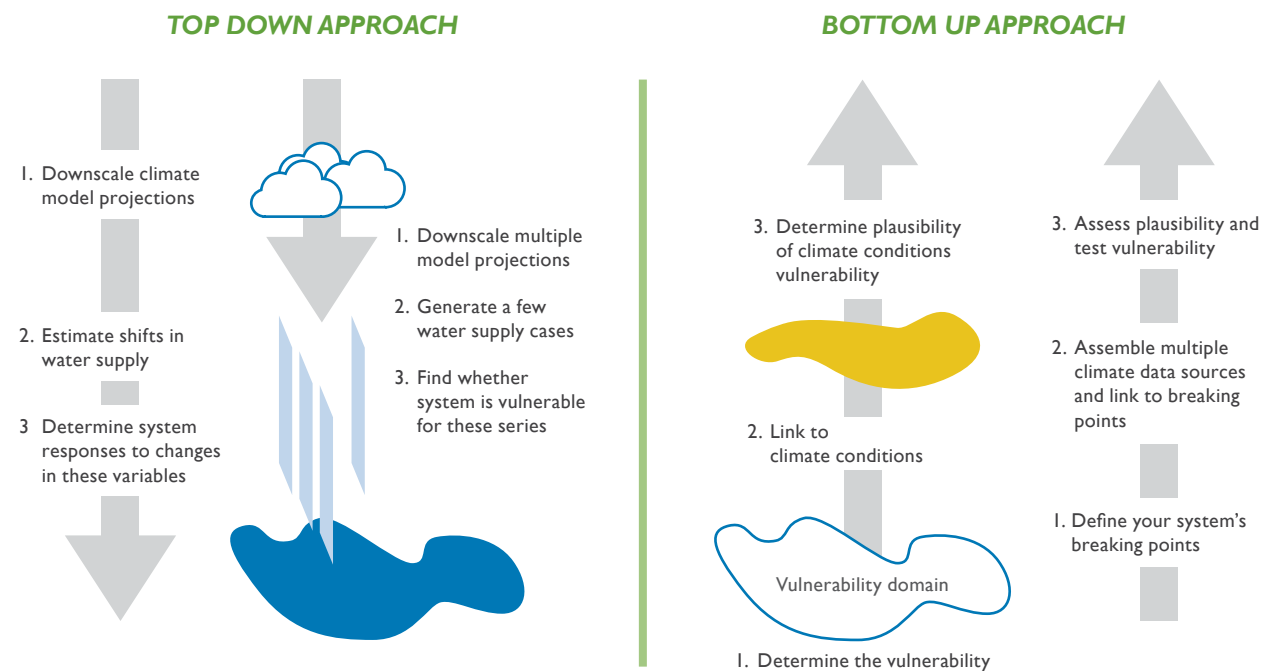 TOP DOWN APPROACH
1. Downscale climate
model projections
2. Estimate shifts in
water supply
3 Determine system
responses to changes
in these variables
1. Downscale multiple
model projections
2. Generate a few
water supply cases
3. Find whether
system is vulnerable
for these series
BOTTOM UP APPROACH
3. Determine plausibility
of climate conditions
vulnerability
2. Link to
climate conditions
Vulnerability domain
1. Determine the vulnerability
3. Assess plausibility and
test vulnerability
2. Assemble multiple
climate data sources
and link to breaking
points
1. Define your system's
breaking points